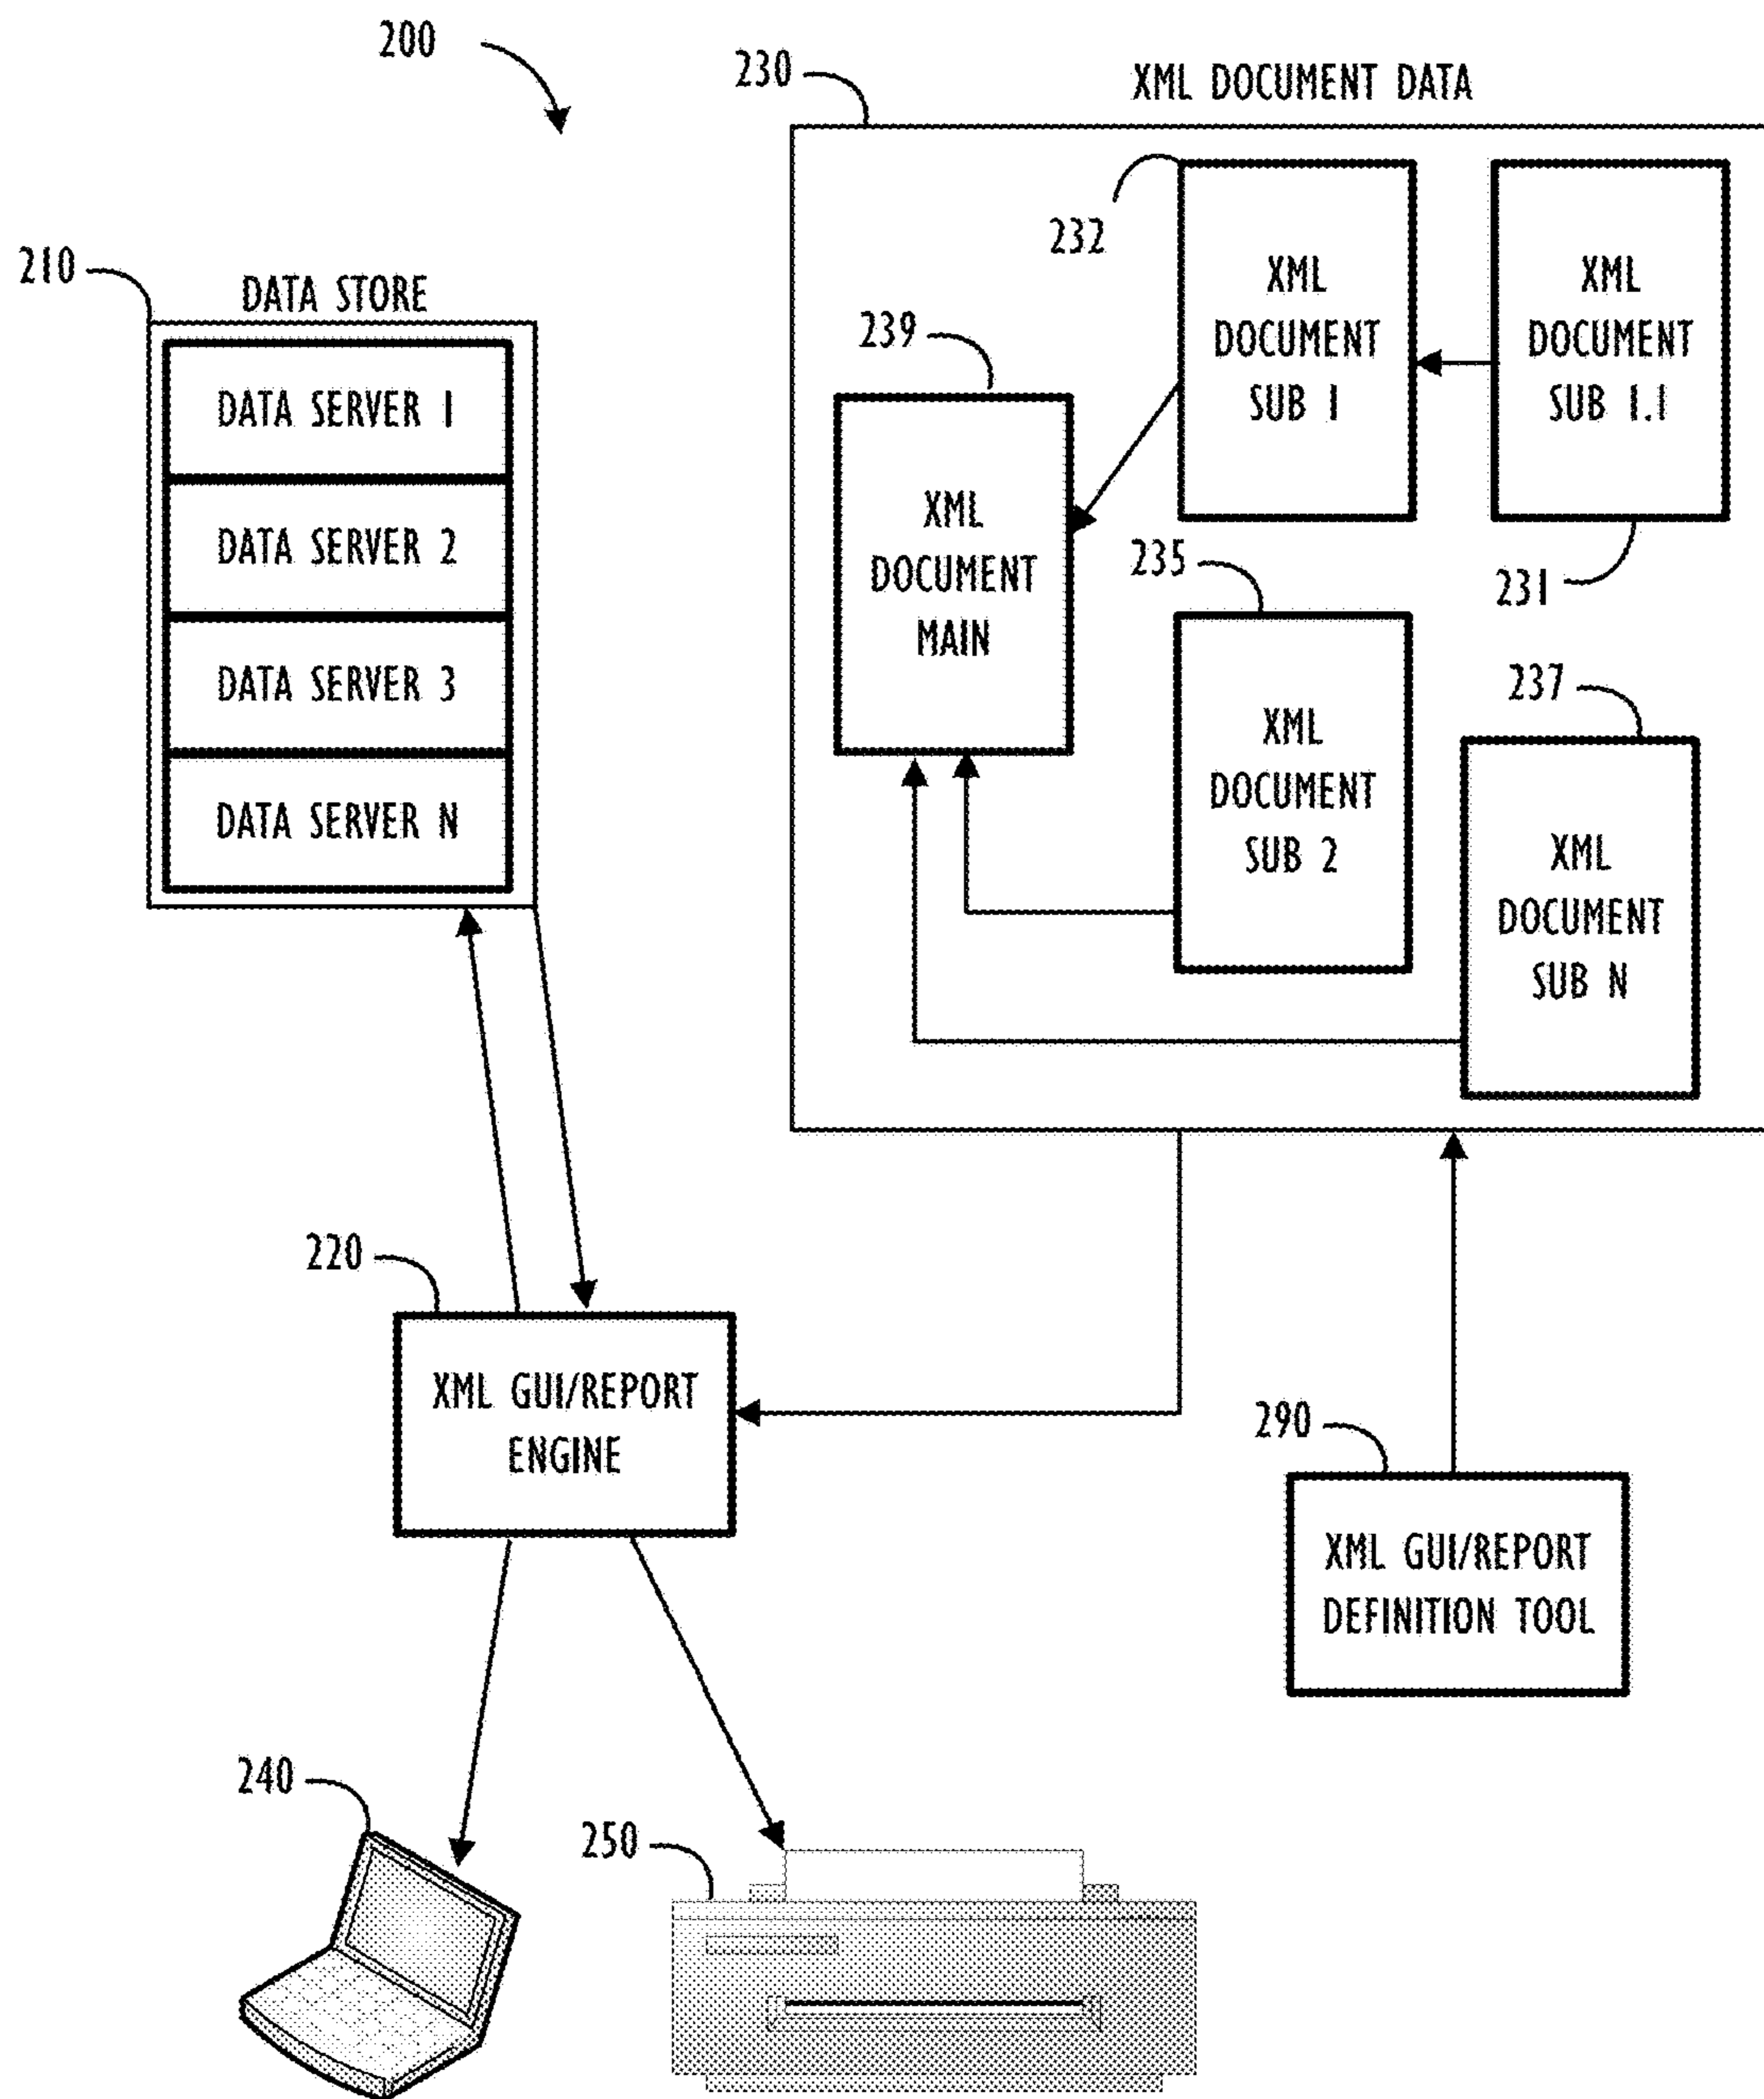 200
230
XML DOCUMENT DATA
232
XML
DOCUMENT
SUB 1
XML
DOCUMENT
SUB 1.1
231
210
DATA STORE
DATA SERVER 1
DATA SERVER 2
DATA SERVER 3
DATA SERVER N
239
XML
DOCUMENT
MAIN
235
XML
DOCUMENT
SUB 2
237
XML
DOCUMENT
SUB N
220
XML GUI/REPORT
ENGINE
290
XML GUI/REPORT
DEFINITION TOOL
240
250